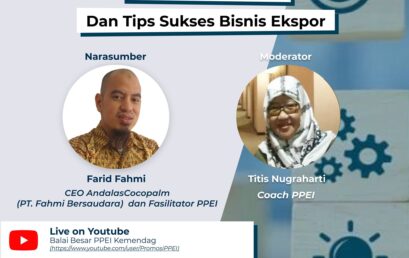 Dan Tips Sukses Bisnis Ekspor
Narasumber
Moderator
Farid Fahmi
CEO AndalasCocopalm
(PT. Fahmi Bersaudara) dan Fasilitator PPEI
Titis Nugraharti
Coach PPEI
Live on Youtube
Balai Besar PPEI Kemendag
(https://www.youtube.com/user/PromosiPPEI)